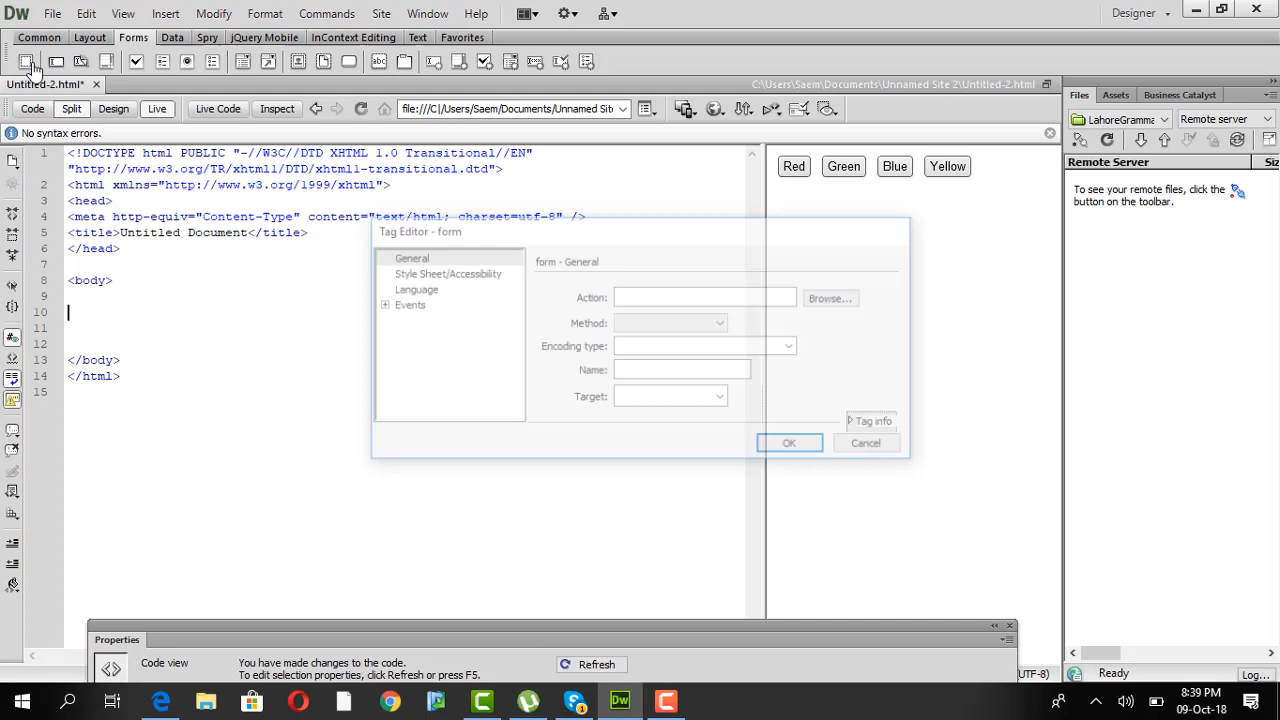 Dw File Edit View Insert Modify Format Commands Site Window Help Designer
Common Layout Forms Data Spry jQuery Mobile InContext Editing Text Favorites
Untitled-2.html* C:\Users\Saem\Documents\Unnamed Site 2\Untitled-2.html
Code Split Design Live Live Code Inspect file:///C|/Users/Saem/Documents/Unnamed Sit
No syntax errors.
1 <!DOCTYPE html PUBLIC "-//W3C//DTD XHTML 1.0 Transitional//EN"
"http://www.w3.org/TR/xhtml1/DTD/xhtml1-transitional.dtd">
2 <html xmlns="http://www.w3.org/1999/xhtml">
3 <head>
4 <meta http-equiv="Content-Type" content="text/html; charset=utf-8" />
5 <title>Untitled Document</title>
6 </head>
7
8 <body>
9
10
11
12
13 </body>
14 </html>
15
Red Green Blue Yellow
Tag Editor - form
General
Style Sheet/Accessibility
Language
Events
form - General
Action: Browse...
Method:
Encoding type:
Name:
Target:
Tag info
OK Cancel
Files Assets Business Catalyst
LahoreGramme Remote server
Remote Server Siz
To see your remote files, click the
button on the toolbar.
Properties
Code view
You have made changes to the code.
To edit selection properties, click Refresh or press F5.
Refresh
(UTF-8)
Ready Log...
Dw
8:39 PM
09-Oct-18